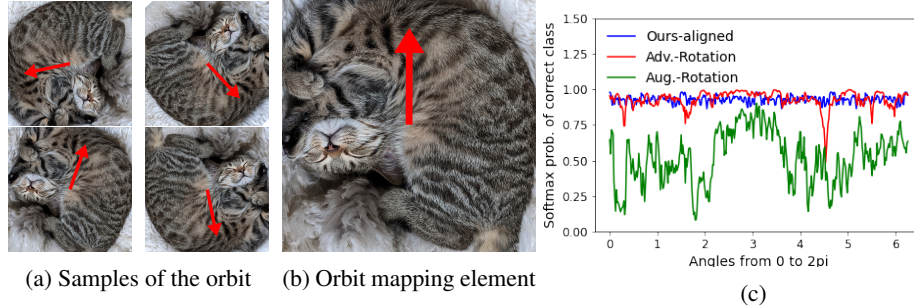 1.50
1.25
1.00
0.75
0.50
0.25
0.00
Softmax prob. of correct class
Ours-aligned
Adv.-Rotation
Aug.-Rotation
0 1 2 3 4 5 6
Angles from 0 to 2pi
(a) Samples of the orbit
(b) Orbit mapping element
(c)